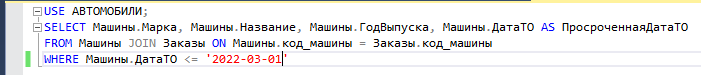 USE АВТОМОБИЛИ;
SELECT Машины.Марка, Машины.Название, Машины.ГодВыпуска, Машины.ДатаТО AS ПросроченнаяДатаТО
FROM Машины JOIN Заказы ON Машины.код_машины = Заказы.код_машины
WHERE Машины.ДатаТО <= '2022-03-01'